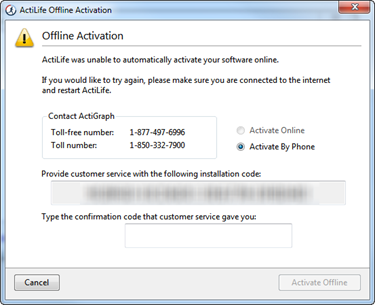 ActiLife Offline Activation
Offline Activation
ActiLife was unable to automatically activate your software online.
If you would like to try again, please make sure you are connected to the internet
and restart ActiLife.
Contact ActiGraph
Toll-free number: 1-877-497-6996
Toll number: 1-850-332-7900
Activate Online
Activate By Phone
Provide customer service with the following installation code:
Type the confirmation code that customer service gave you:
Cancel
Activate Offline